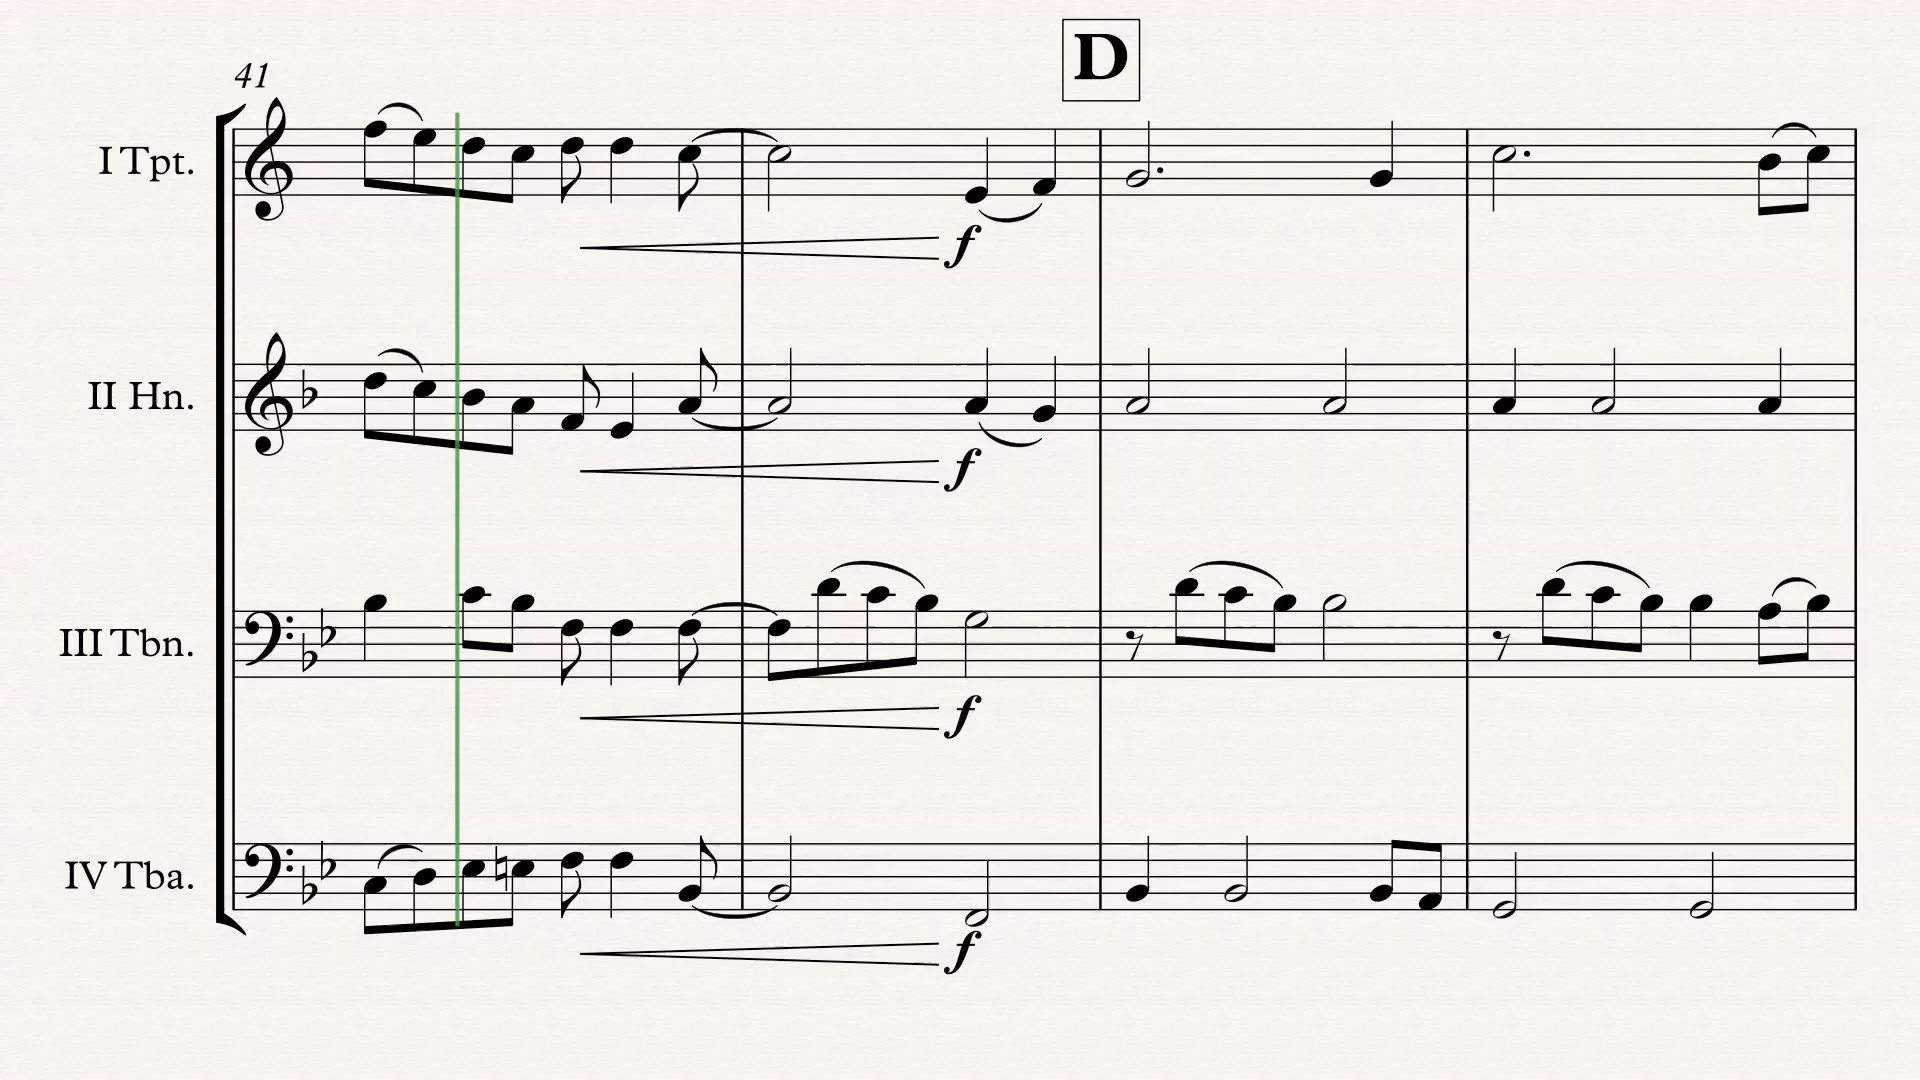 D
41
I Tpt.
f
II Hn.
f
III Tbn.
f
IV Tba.
f